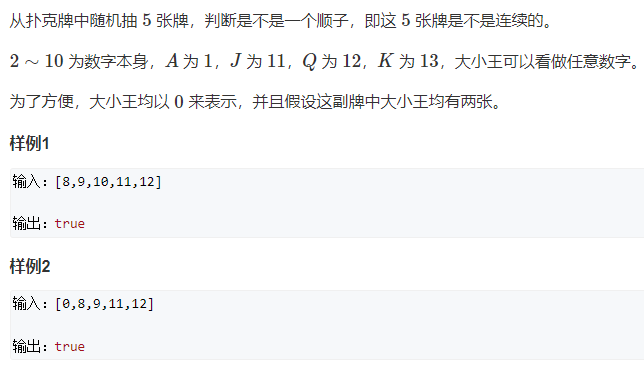 从扑克牌中随机抽 5 张牌，判断是不是一个顺子，即这 5 张牌是不是连续的。
2 ∼ 10 为数字本身，A 为 1，J 为 11，Q 为 12，K 为 13，大小王可以看做任意数字。
为了方便，大小王均以 0 来表示，并且假设这副牌中大小王均有两张。
样例1
输入：[8,9,10,11,12]
输出：true
样例2
输入：[0,8,9,11,12]
输出：true